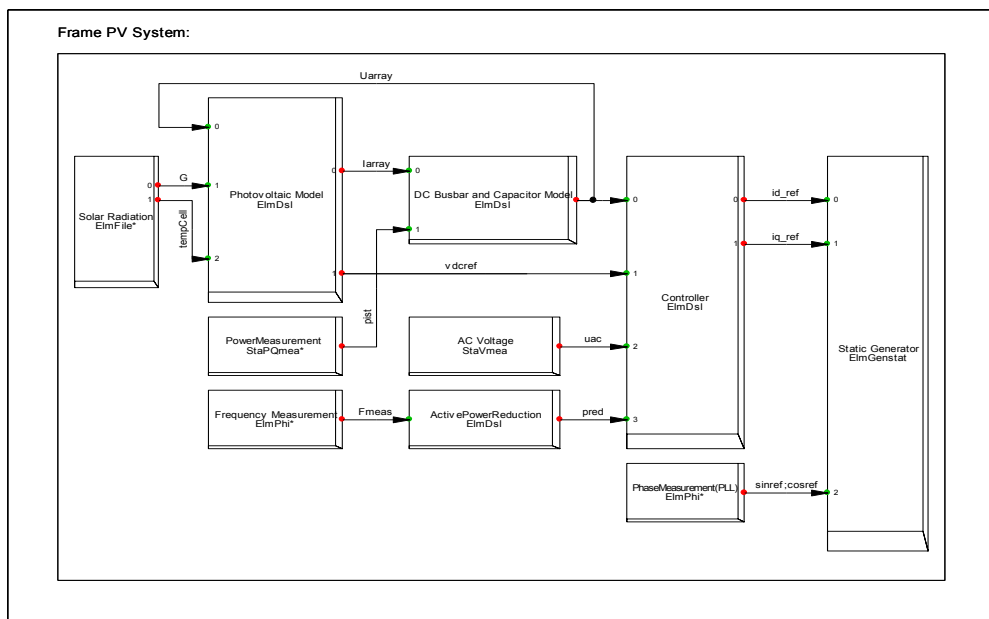 Frame PV System:
Uarray
0
0
Iarray
0
0
G
1
Photovoltaic Model
ElmDsl
DC Busbar and Capacitor Model
ElmDsl
0
0
id_ref
0
1
Solar Radiation
ElmFile*
tempCell
1
1
iq_ref
1
2
1
vdcref
1
Controller
ElmDsl
pist
PowerMeasurement
StaPQmea*
AC Voltage
StaVmea
uac
2
Static Generator
ElmGenstat
Frequency Measurement
ElmPhi*
Fmeas
ActivePowerReduction
ElmDsl
pred
3
PhaseMeasurement(PLL)
ElmPhi*
sinref;cosref
2